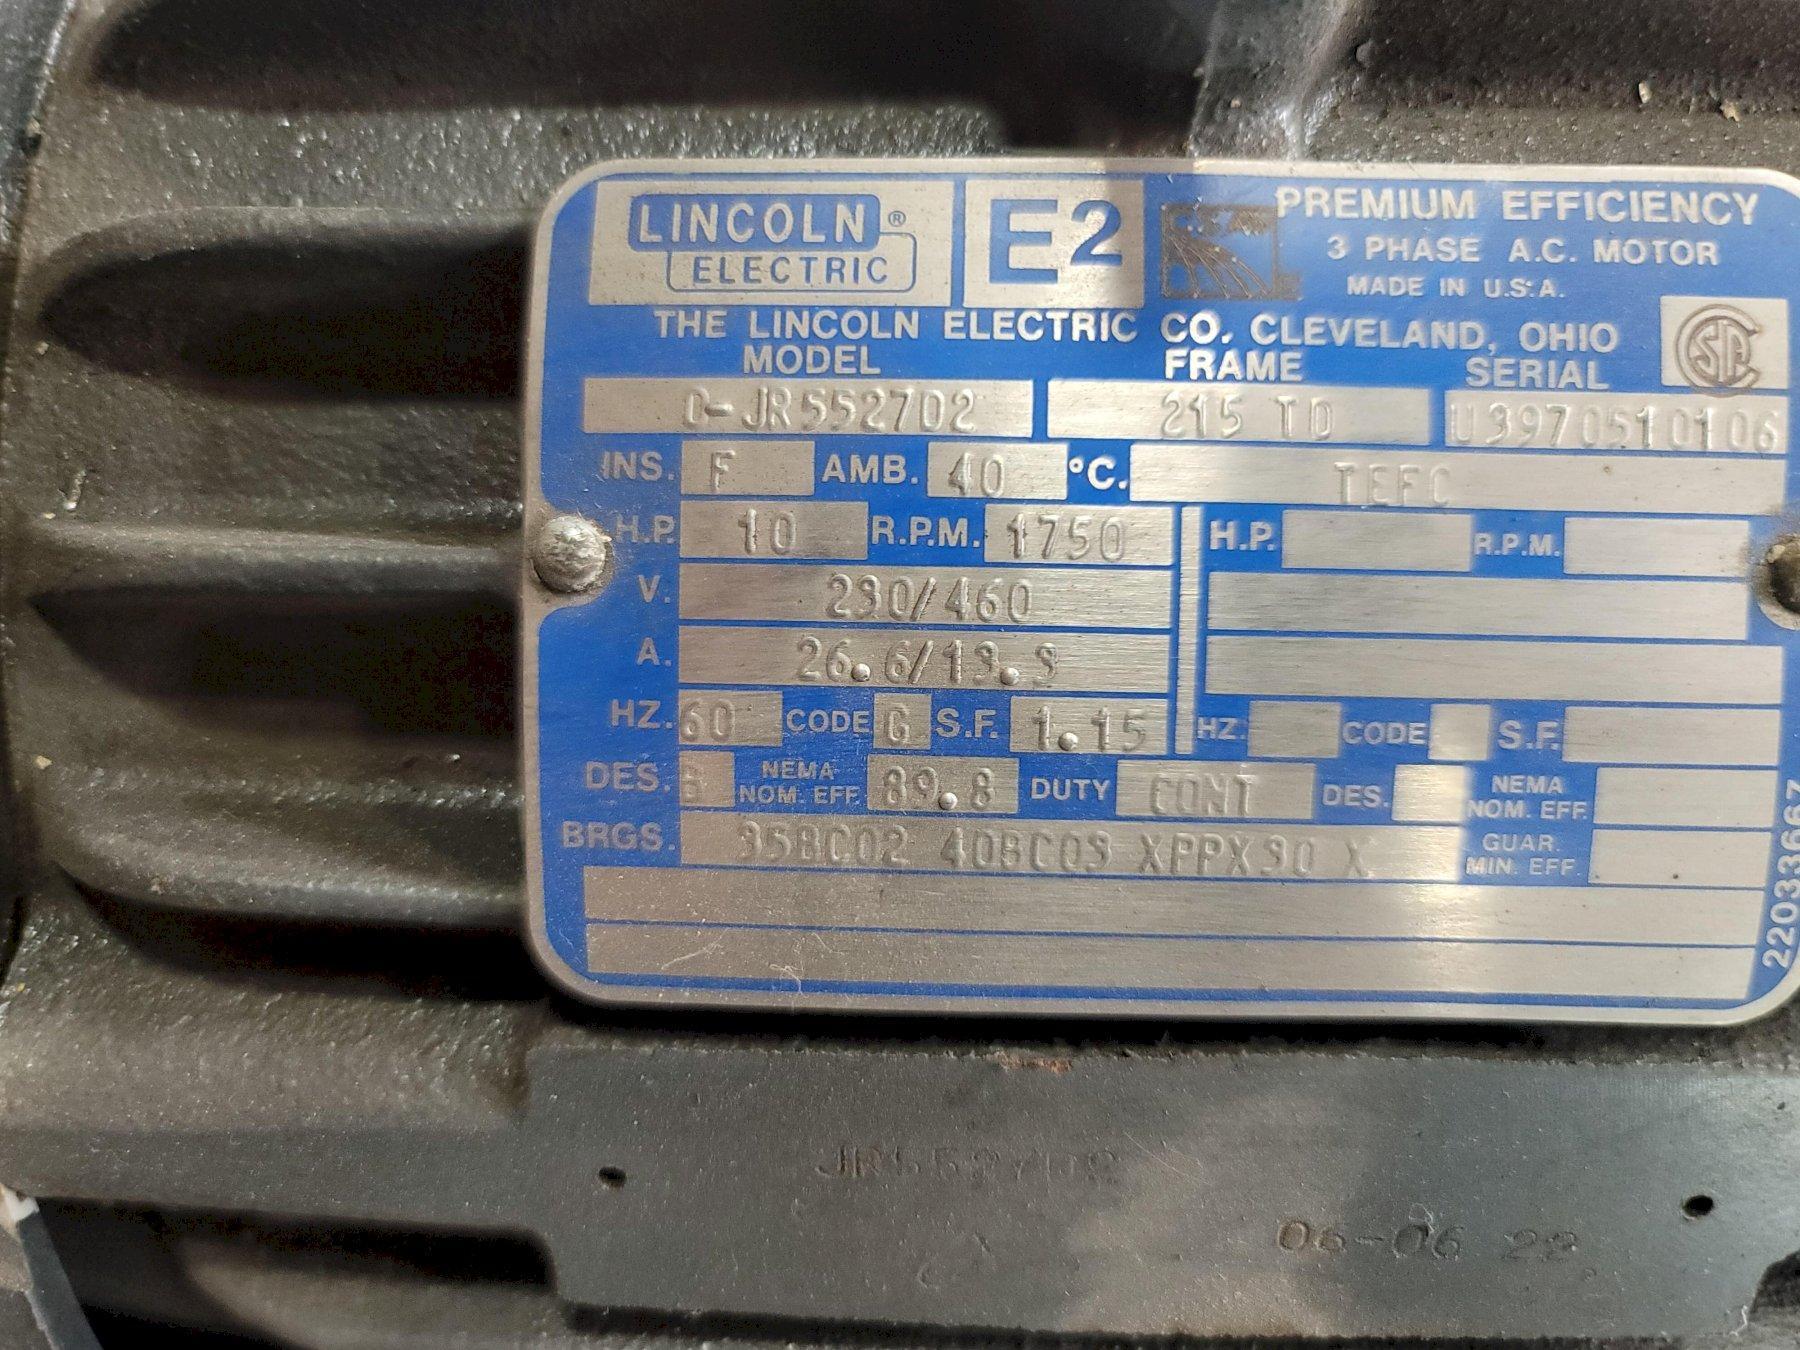 LINCOLN ®
ELECTRIC
E2
PREMIUM EFFICIENCY
3 PHASE A.C. MOTOR
MADE IN U.S.A.
THE LINCOLN ELECTRIC CO. CLEVELAND, OHIO
MODEL FRAME SERIAL
0-JR552702 215 TD U3970510106
INS. F AMB. 40 °C. TEFC
H.P. 10 R.P.M. 1750 H.P. R.P.M.
V. 230/460
A. 26.6/13.3
HZ. 60 CODE G S.F. 1.15 HZ. CODE S.F.
DES. B NEMA NOM. EFF. 89.8 DUTY CONT DES. NEMA NOM. EFF.
BRGS. 35BC02 40BC03 XPPX30 X GUAR. MIN. EFF.
22033667
JR552702
06-06 22